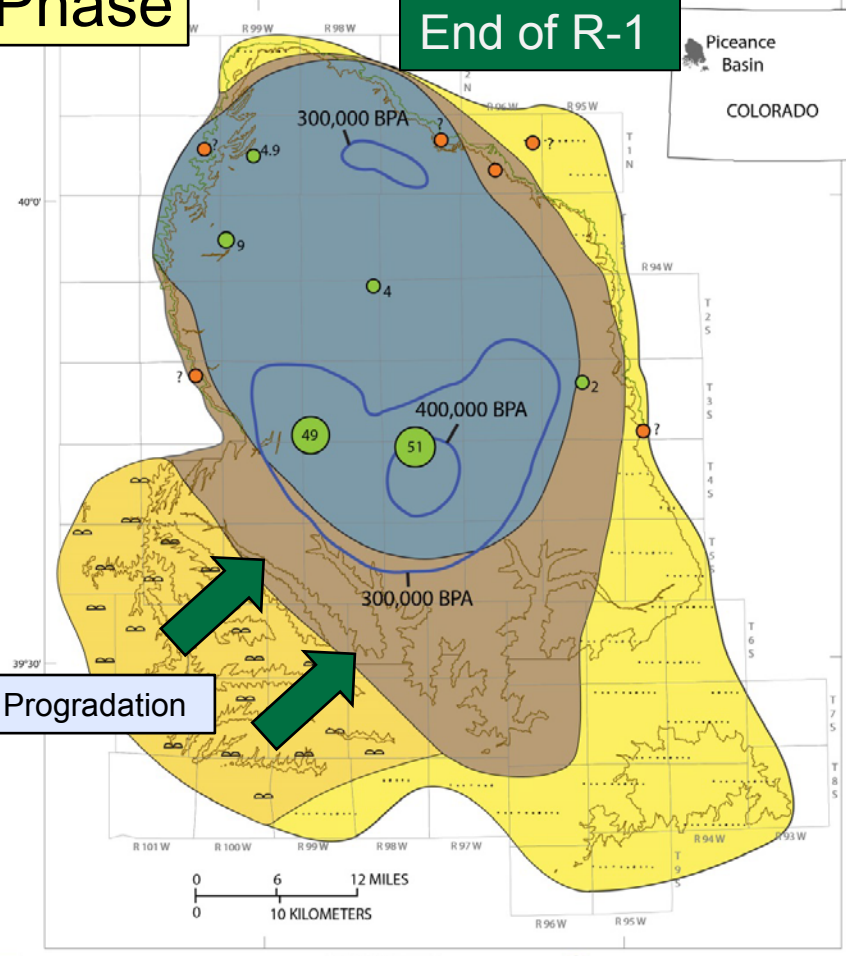 Phase
End of R-1
W
R 99 W
R 98 W
2
N
R 96 W
R 95 W
Piceance
Basin
COLORADO
300,000 BPA
?
4.9
?
?
T
1
N
40°0'
9
4
R 94 W
T
2
S
?
2
T
3
S
400,000 BPA
49
51
?
T
4
S
T
5
S
300,000 BPA
T
6
S
39°30'
Progradation
T
7
S
T
8
S
R 101 W
R 100 W
R 99 W
R 98 W
R 97 W
R 94 W
R 93 W
T
9
S
0 6 12 MILES
0 10 KILOMETERS
R 96 W
R 95 W